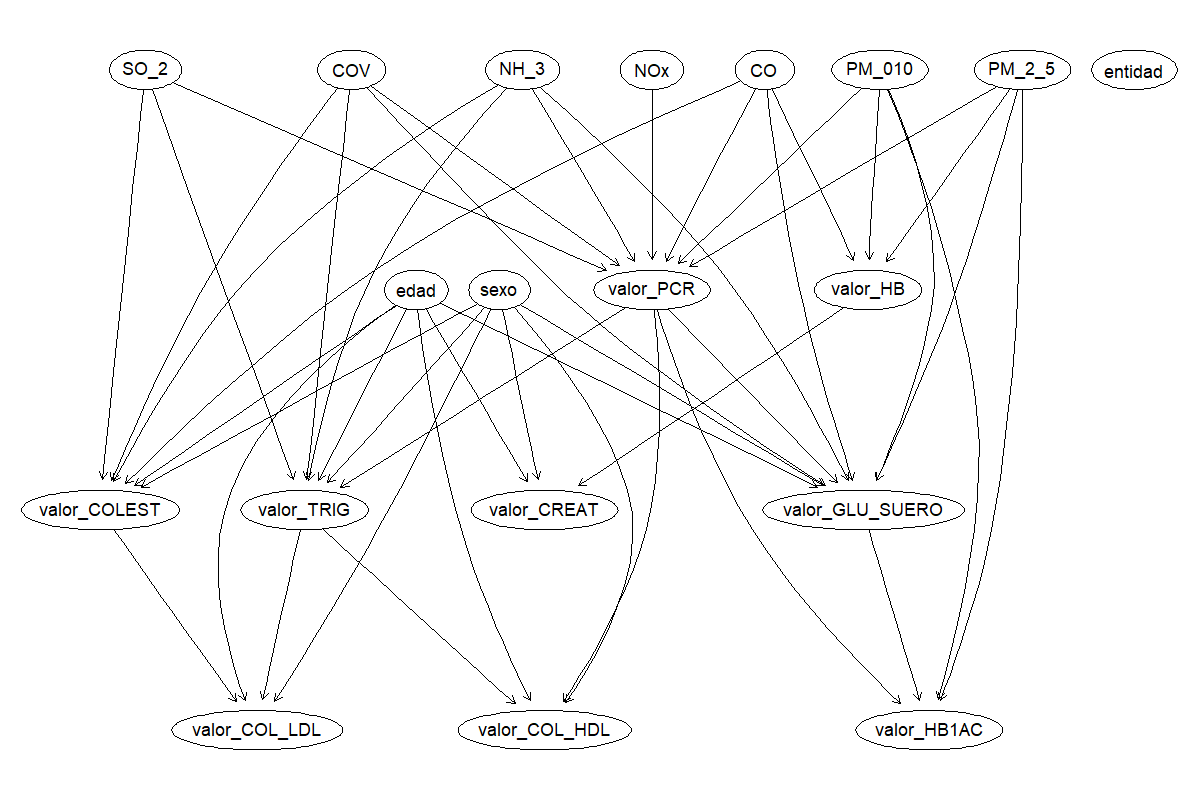 SO_2
COV
NH_3
NOx
CO
PM_010
PM_2_5
entidad
edad
sexo
valor_PCR
valor_HB
valor_COLEST
valor_TRIG
valor_CREAT
valor_GLU_SUERO
valor_COL_LDL
valor_COL_HDL
valor_HB1AC